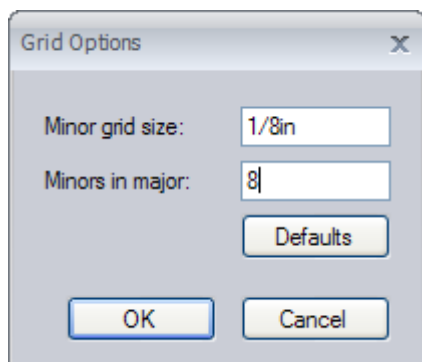 Grid Options
Minor grid size: 1/8in
Minors in major: 8
Defaults
OK Cancel